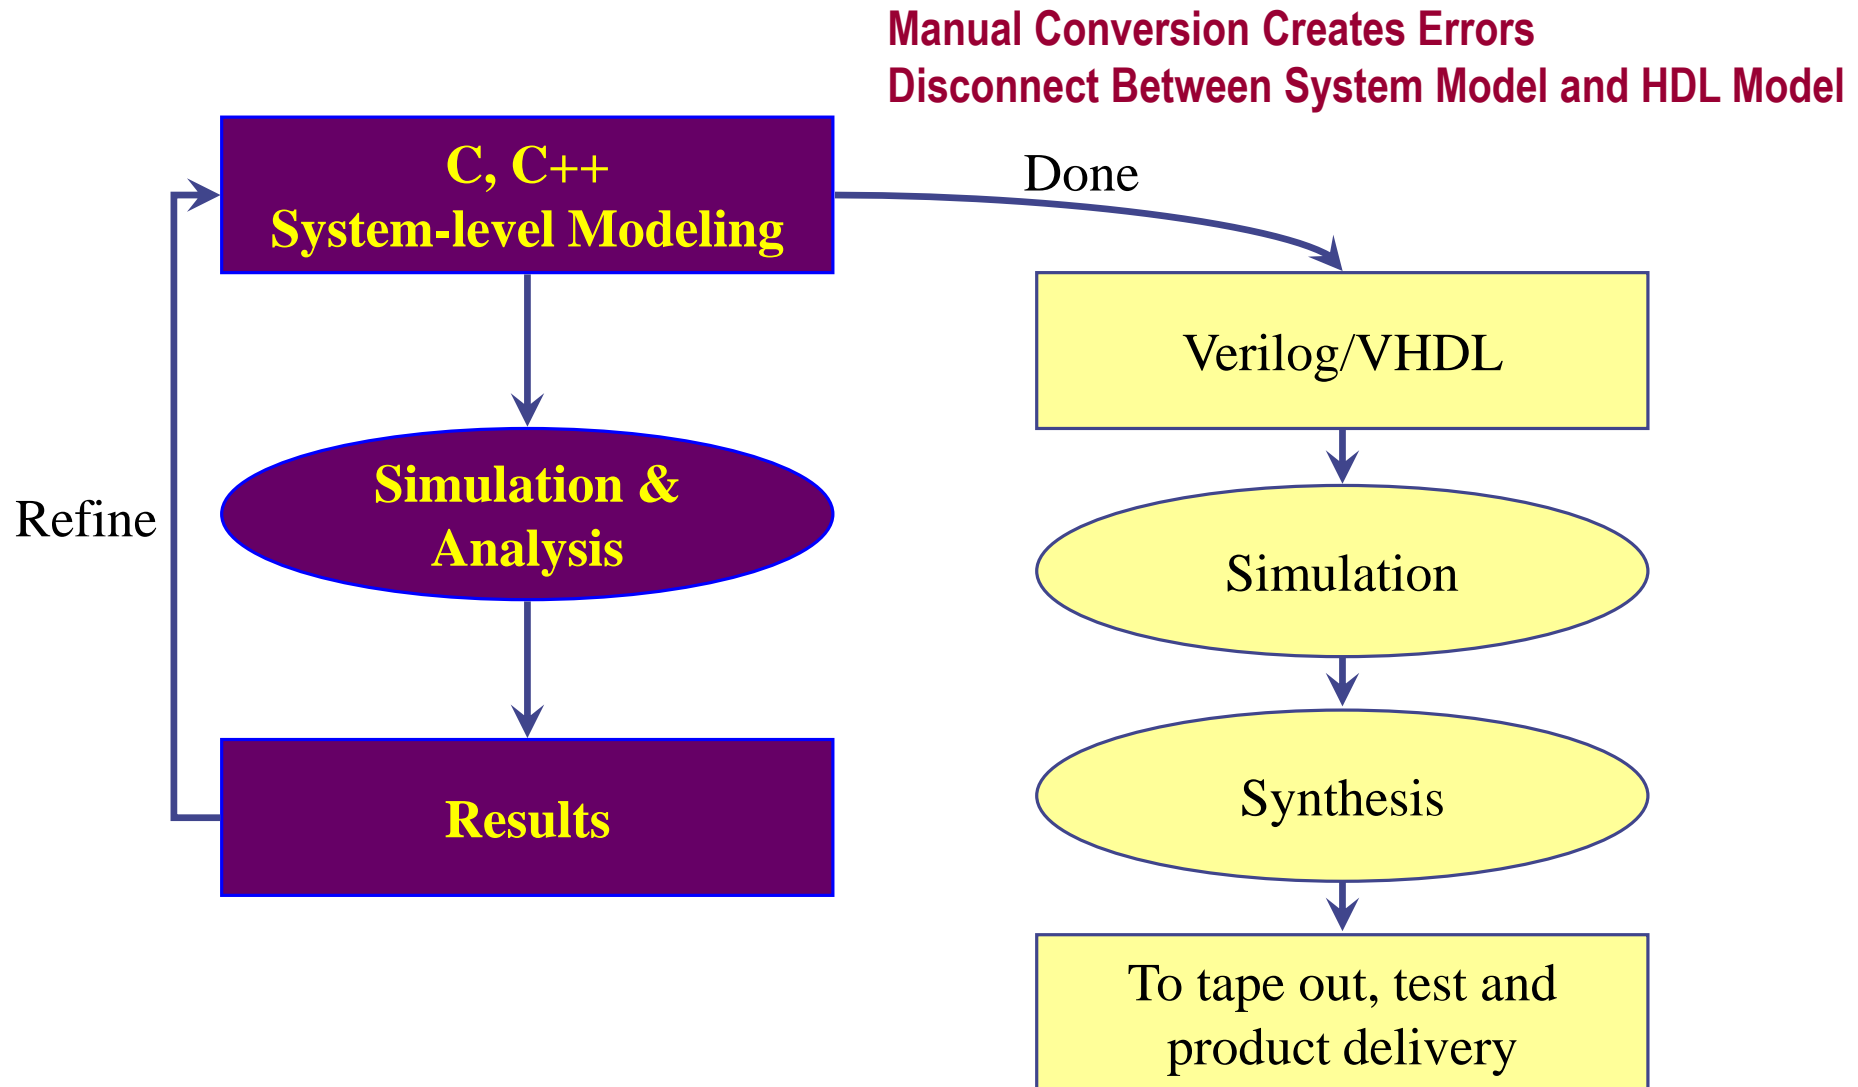 Manual Conversion Creates Errors
Disconnect Between System Model and HDL Model
C, C++
System-level Modeling
Done
Verilog/VHDL
Simulation &
Analysis
Refine
Simulation
Results
Synthesis
To tape out, test and
product delivery